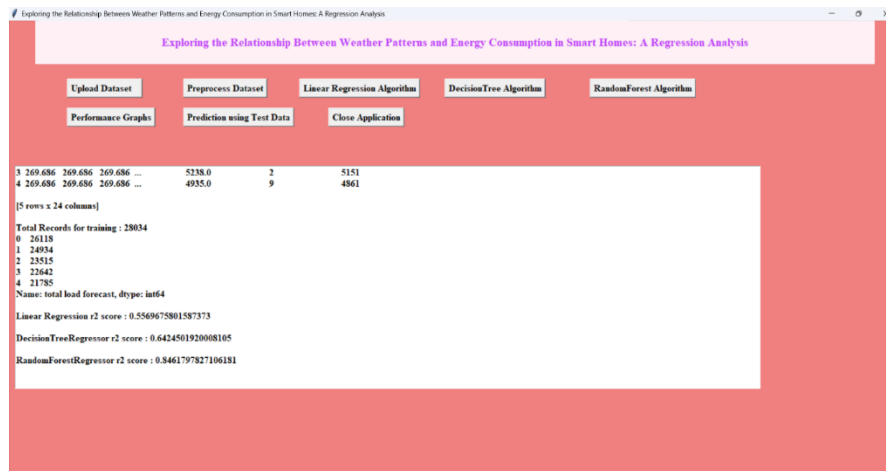 Exploring the Relationship Between Weather Patterns and Energy Consumption in Smart Homes: A Regression Analysis
Exploring the Relationship Between Weather Patterns and Energy Consumption in Smart Homes: A Regression Analysis
Upload Dataset Preprocess Dataset Linear Regression Algorithm DecisionTree Algorithm RandomForest Algorithm
Performance Graphs Prediction using Test Data Close Application
3 269.686 269.686 269.686 ... 5238.0 2 5151
4 269.686 269.686 269.686 ... 4935.0 9 4861
[5 rows x 24 columns]
Total Records for training : 28034
0 26118
1 24934
2 23515
3 22642
4 21785
Name: total load forecast, dtype: int64
Linear Regression r2 score : 0.5569675801587373
DecisionTreeRegressor r2 score : 0.6424501920008105
RandomForestRegressor r2 score : 0.8461797827106181